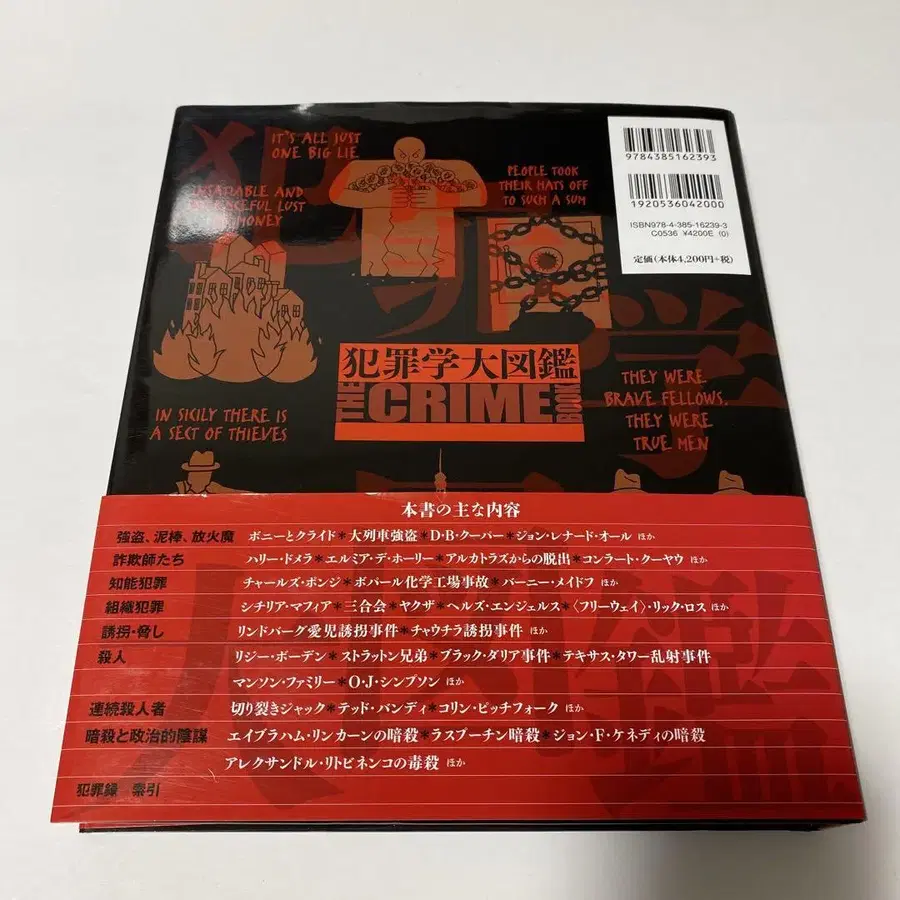 IT'S ALL JUST
ONE BIG LIE
INSATIABLE AND
LUST
MONEY
PEOPLE TOOK
THEIR HATS OFF
TO SUCH A SUM
9784385162393
1920536042000
ISBN978-4-385-16239-3
C0536 ¥4200E (0)
定価(本体4,200円+税)
犯罪学大図鑑
THE CRIME BOOK
IN SICILY THERE IS
A SECT OF THIEVES
THEY WERE
BRAVE FELLOWS.
THEY WERE
TRUE MEN
本書の主な内容
強盗、泥棒、放火魔 ボニーとクライド*大列車強盗*D・B・クーパー*ジョン・レナード・オール ほか
詐欺師たち ハリー・ドメラ*エルミア・デ・ホーリー*アルカトラズからの脱出*コンラート・クーヤウ ほか
知能犯罪 チャールズ・ポンジ*ボパール化学工場事故*バーニー・メイドフ ほか
組織犯罪 シチリア・マフィア*三合会*ヤクザ*ヘルズ・エンジェルス*〈フリーウェイ〉・リック・ロス ほか
誘拐・脅し リンドバーグ愛児誘拐事件*チャウチラ誘拐事件 ほか
殺人 リジー・ボーデン*ストラットン兄弟*ブラック・ダリア事件*テキサス・タワー乱射事件
マンソン・ファミリー*O・J・シンプソン ほか
連続殺人者 切り裂きジャック*テッド・バンディ*コリン・ピッチフォーク ほか
暗殺と政治的陰謀 エイブラハム・リンカーンの暗殺*ラスプーチン暗殺*ジョン・F・ケネディの暗殺
アレクサンドル・リトビネンコの毒殺 ほか
犯罪録 索引